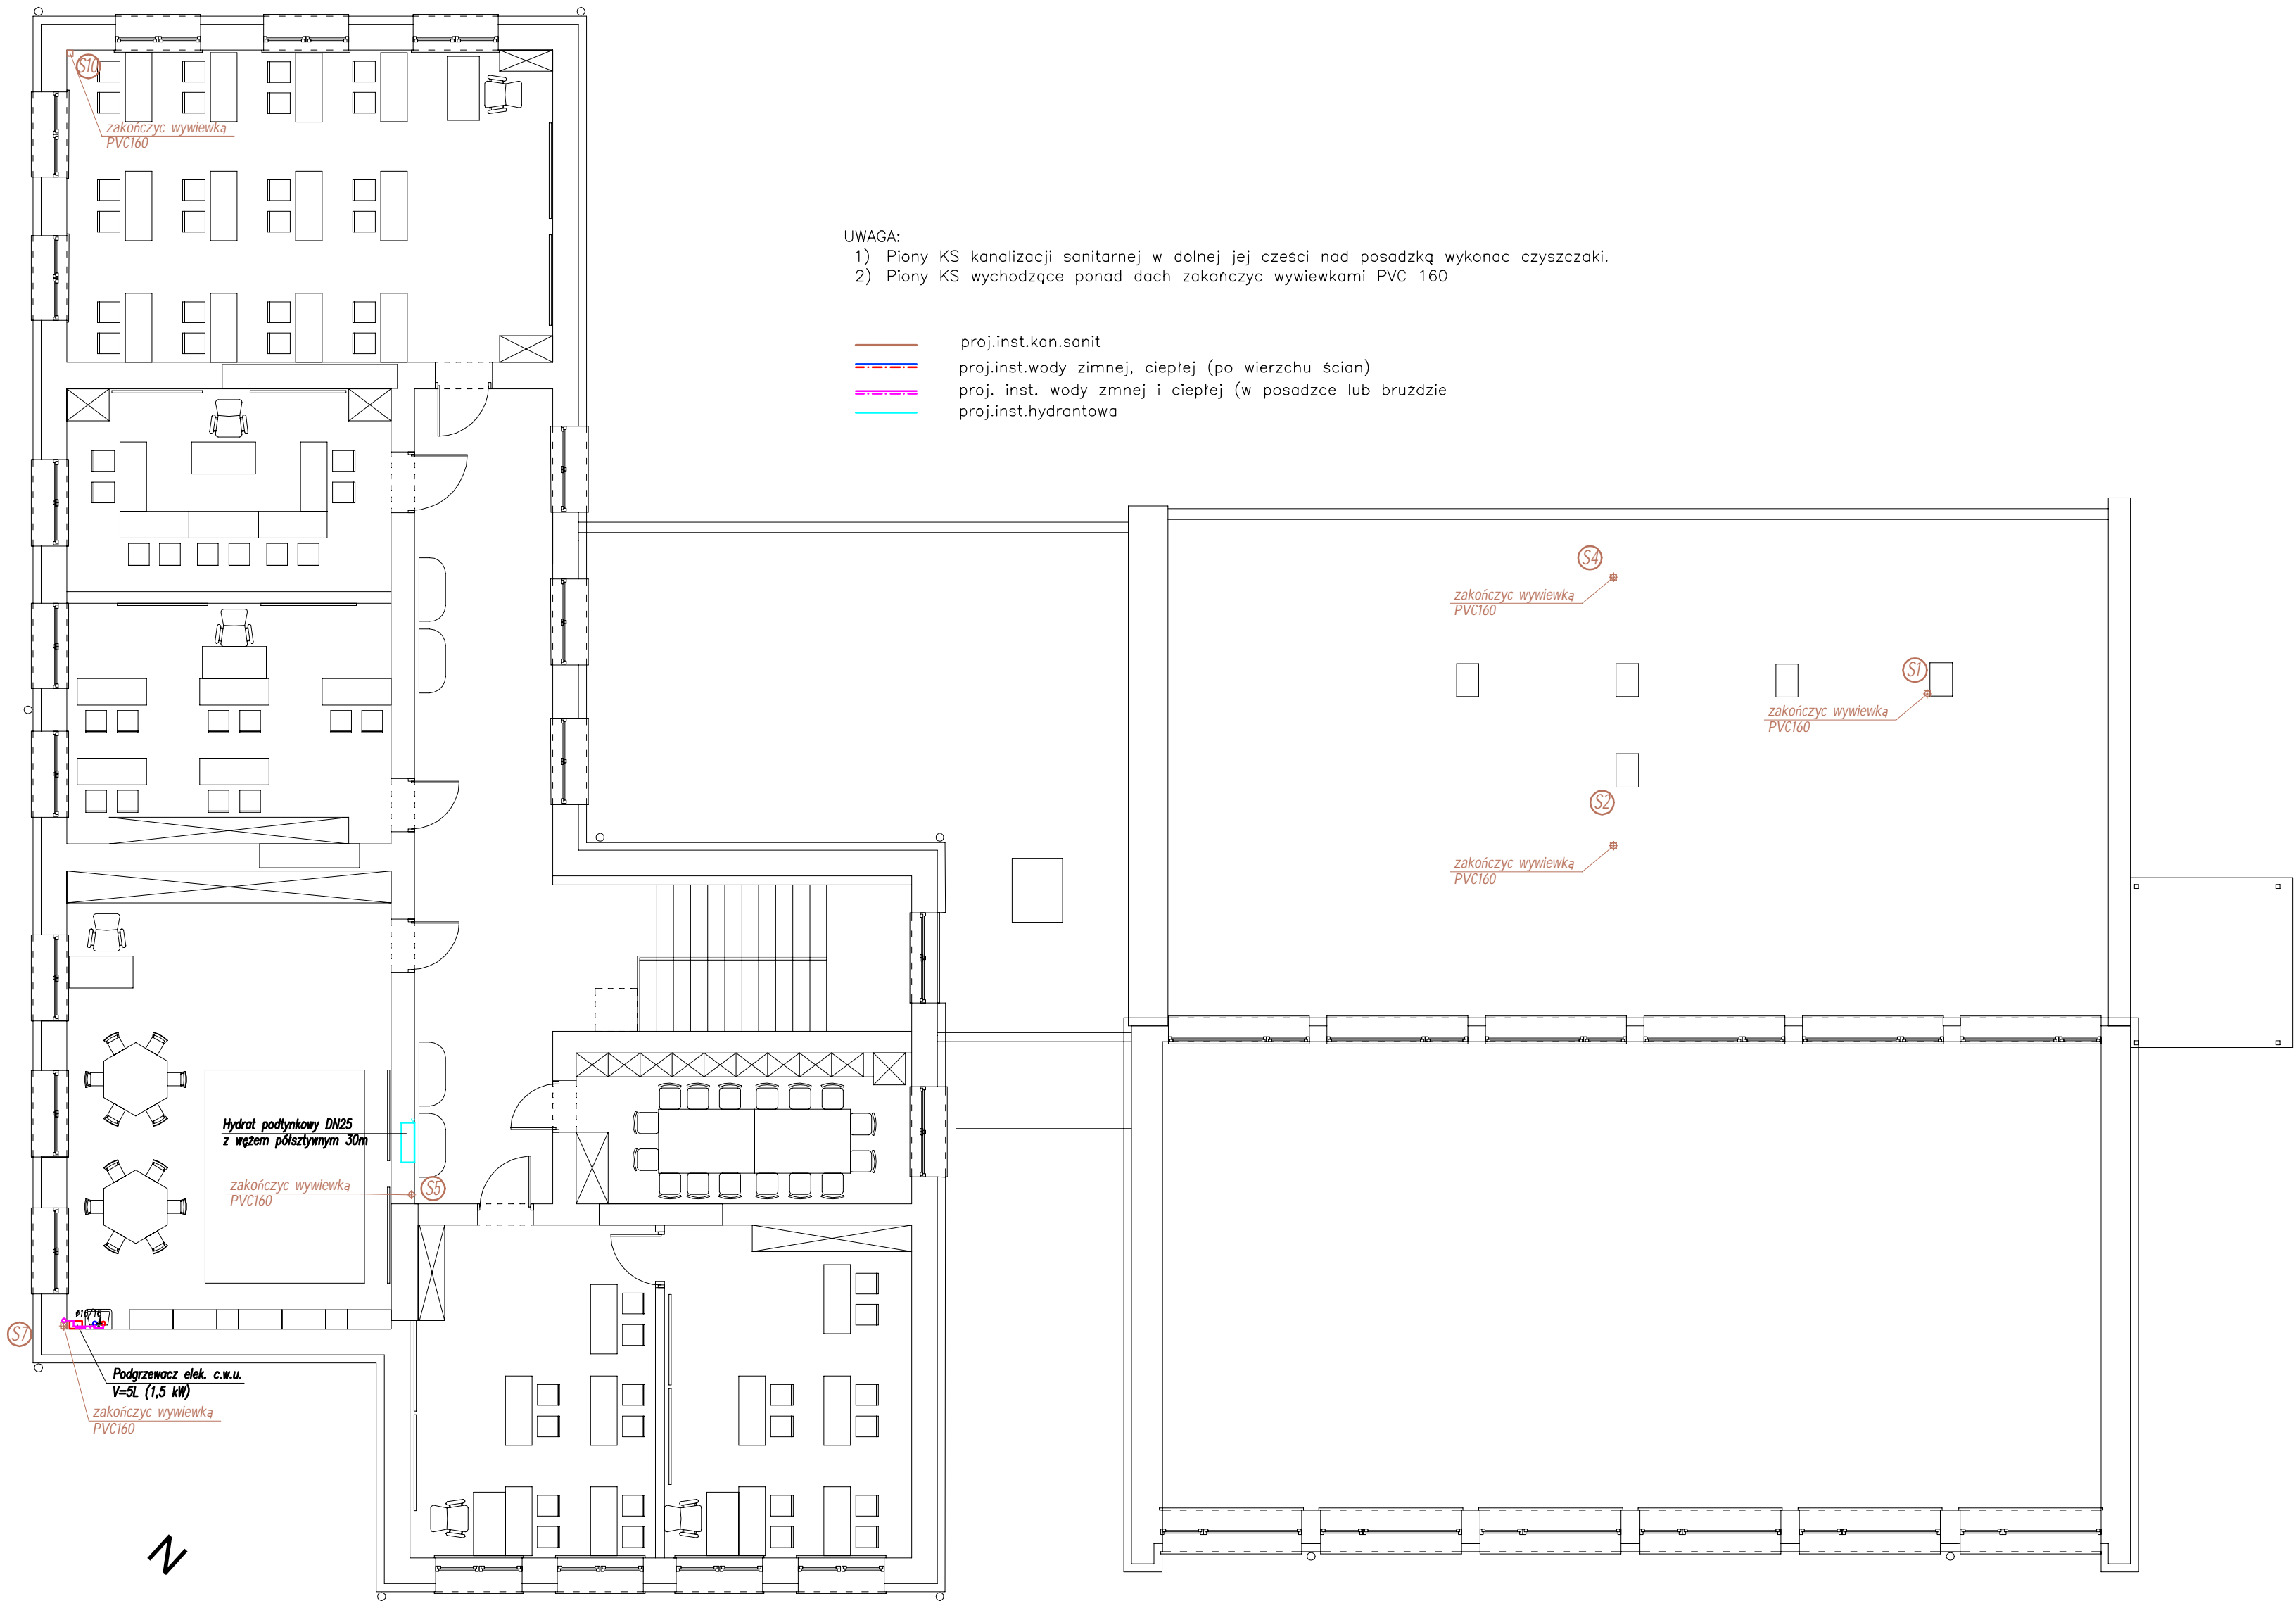 S10
zakończyc wywiewką
PVC160
UWAGA:
1) Piony KS kanalizacji sanitarnej w dolnej jej cześci nad posadzką wykonac czyszczaki.
2) Piony KS wychodzące ponad dach zakończyc wywiewkami PVC 160
proj.inst.kan.sanit
proj.inst.wody zimnej, ciepłej (po wierzchu ścian)
proj. inst. wody zmnej i ciepłej (w posadzce lub bruździe
proj.inst.hydrantowa
S4
zakończyc wywiewką
PVC160
S1
zakończyc wywiewką
PVC160
S2
zakończyc wywiewką
PVC160
Hydrat podtynkowy DN25
z wężem półsztywnym 30m
zakończyc wywiewką
PVC160
S5
ø16/16
S7
Podgrzewacz elek. c.w.u.
V=5L (1,5 kW)
zakończyc wywiewką
PVC160
N